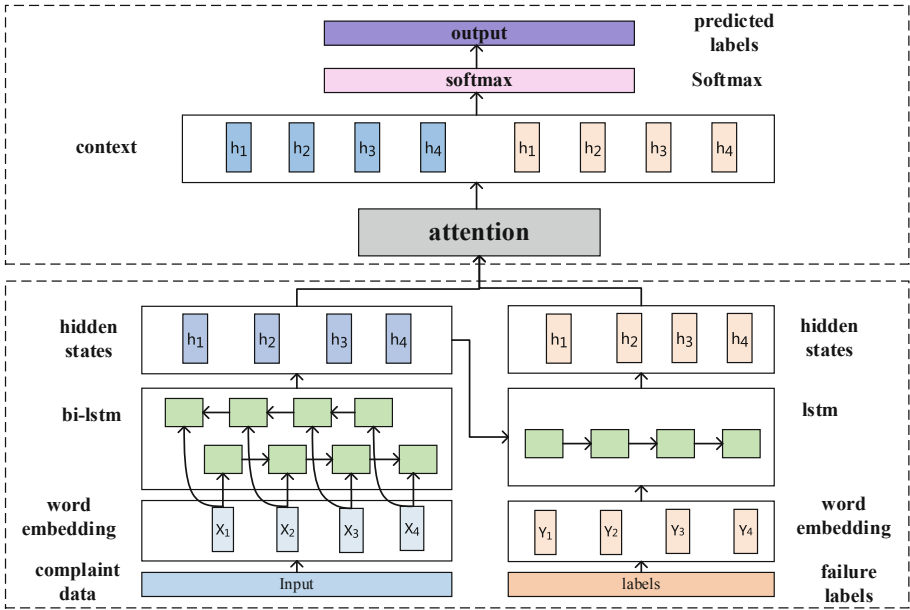 output
predicted
labels
softmax
Softmax
context
h1 h2 h3 h4 h1 h2 h3 h4
attention
hidden
states
h1 h2 h3 h4
h1 h2 h3 h4
hidden
states
bi-lstm
lstm
word
embedding
X1 X2 X3 X4
Y1 Y2 Y3 Y4
word
embedding
complaint
data
Input
labels
failure
labels